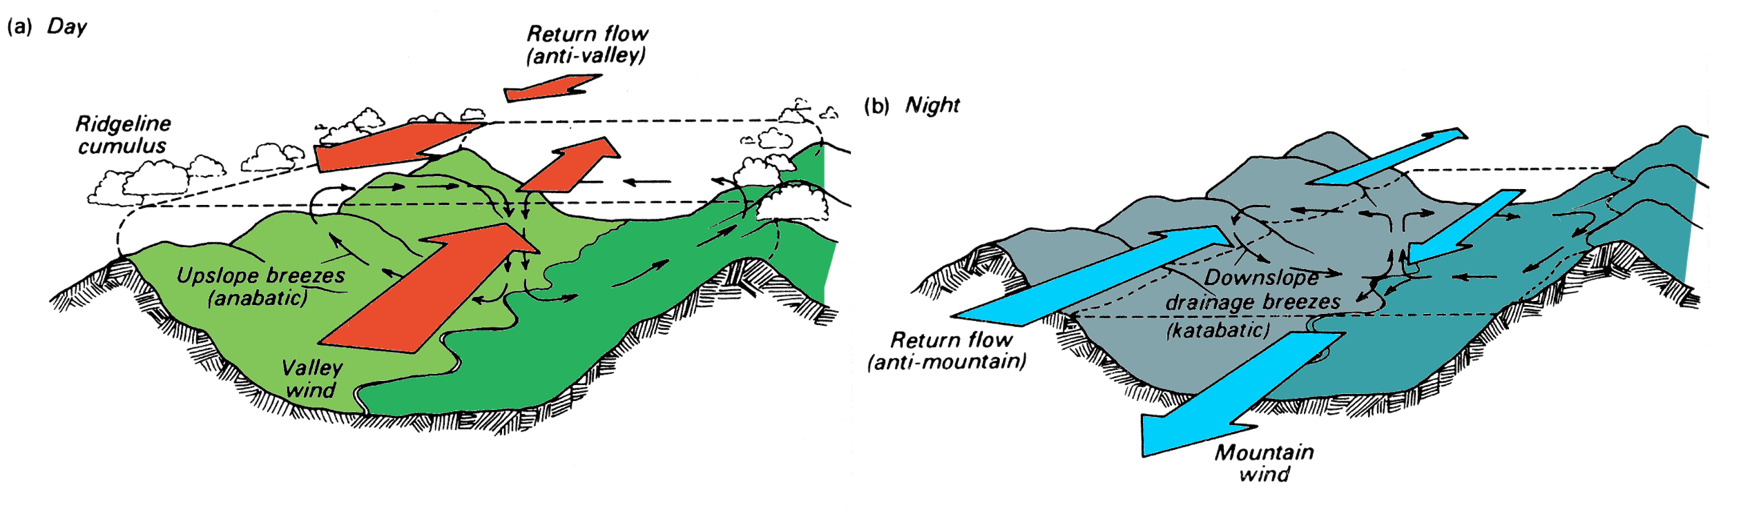 (a) Day
Return flow
(anti-valley)
Ridgeline
cumulus
Upslope breezes
(anabatic)
Valley
wind
(b) Night
Downslope
drainage breezes
(katabatic)
Return flow
(anti-mountain)
Mountain
wind